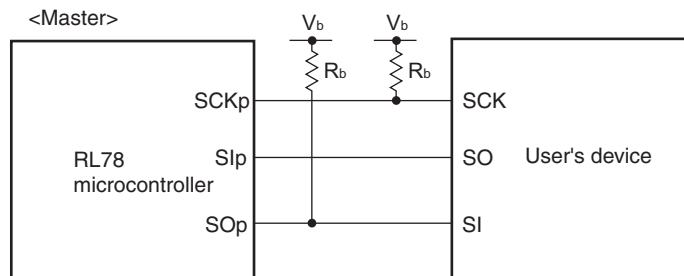 <Master>
Vb Vb
Rb Rb
SCKp SCK
RL78
microcontroller
SIp SO
User's device
SOp SI